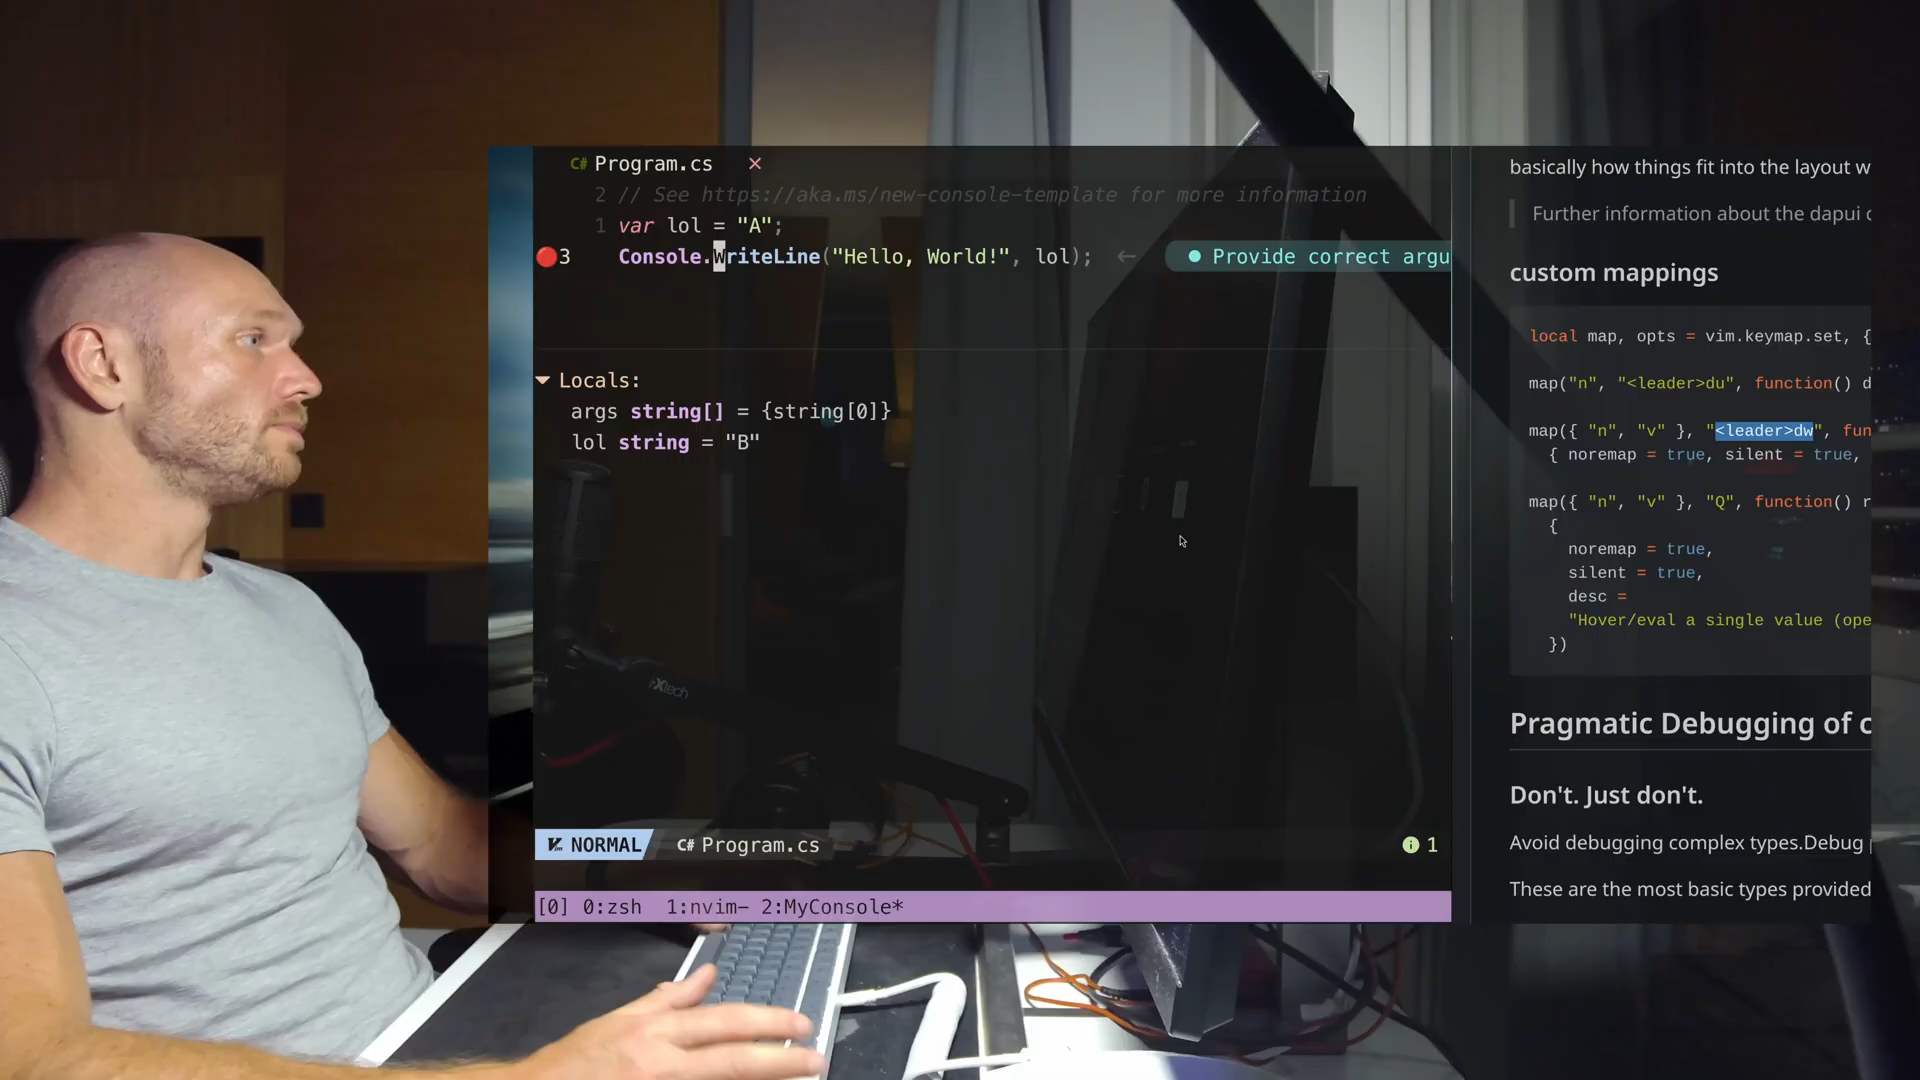 C# Program.cs ✕
2 // See https://aka.ms/new-console-template for more information
1 var lol = "A";
3 Console.WriteLine("Hello, World!", lol); ← ● Provide correct argu
Locals:
args string[] = {string[0]}
lol string = "B"
iXtech
NORMAL C# Program.cs 1
[0] 0:zsh 1:nvim- 2:MyConsole*
basically how things fit into the layout w
Further information about the dapui c
custom mappings
local map, opts = vim.keymap.set, {
map("n", "<leader>du", function() d
map({ "n", "v" }, "<leader>dw", fun
{ noremap = true, silent = true,
map({ "n", "v" }, "Q", function() r
{
noremap = true,
silent = true,
desc =
"Hover/eval a single value (ope
})
Pragmatic Debugging of c
Don't. Just don't.
Avoid debugging complex types.Debug
These are the most basic types provided